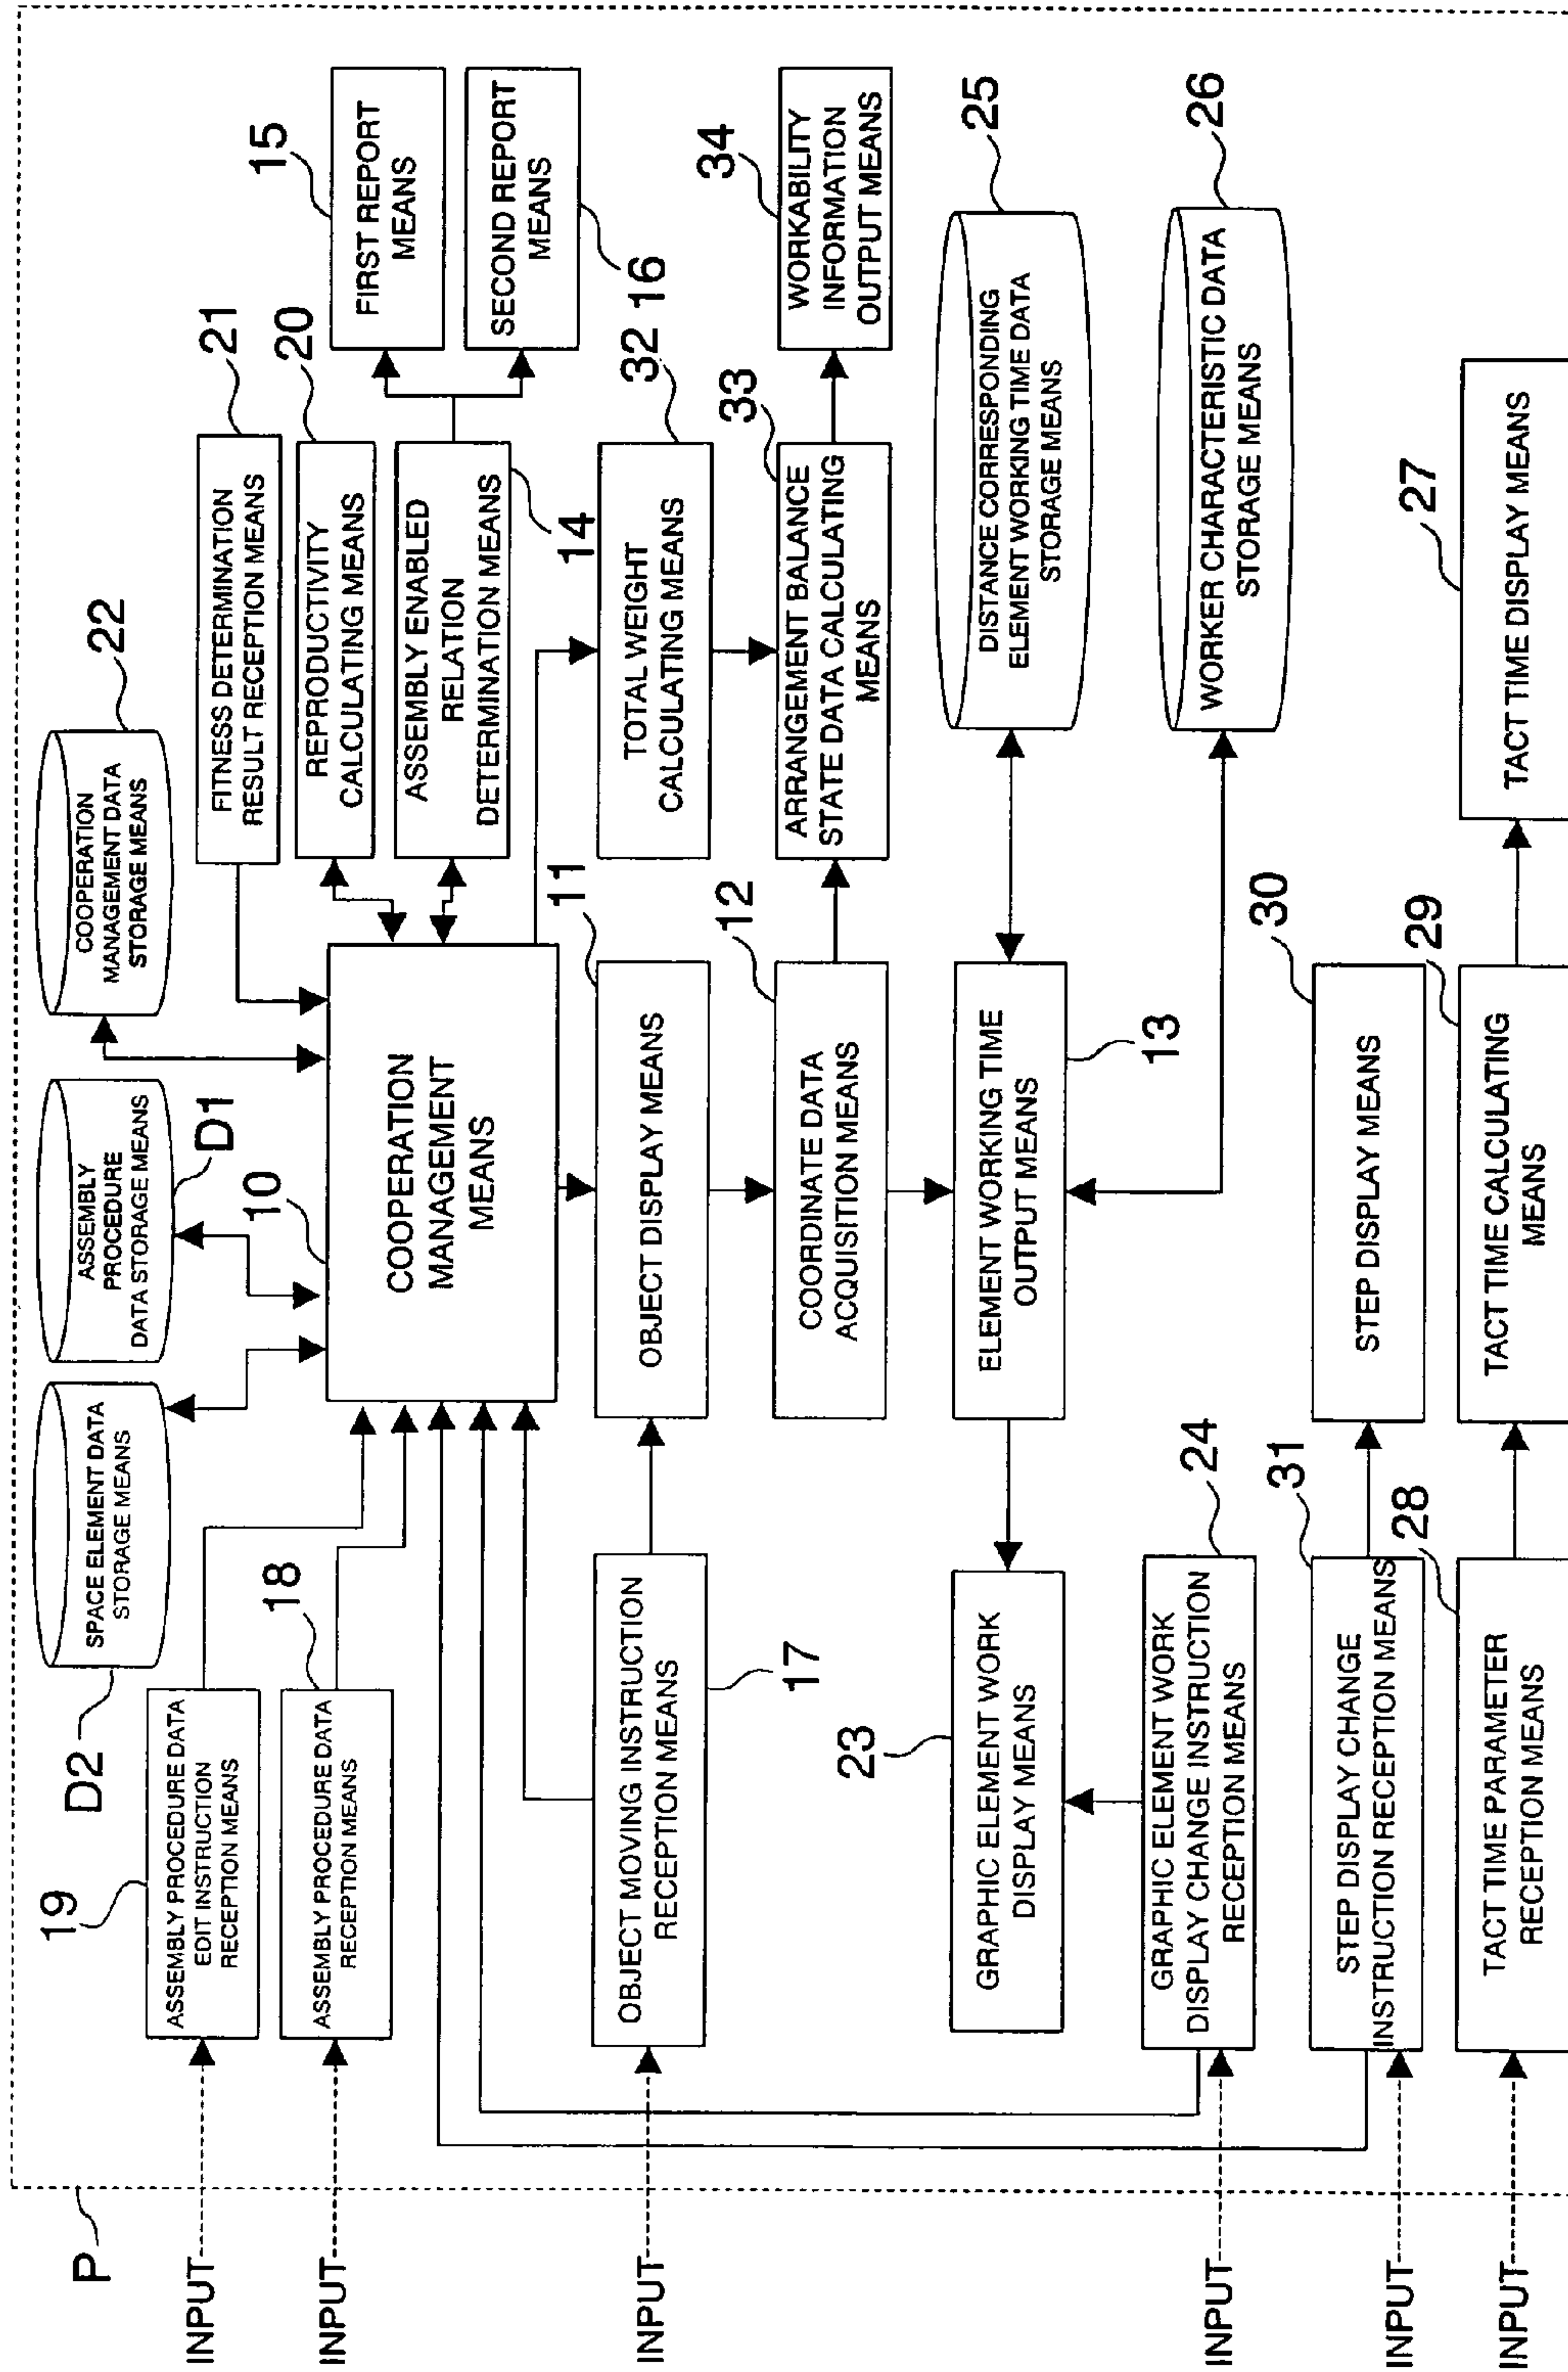 P
INPUT
INPUT
INPUT
INPUT
INPUT
INPUT
19
ASSEMBLY PROCEDURE DATA
EDIT INSTRUCTION
RECEPTION MEANS
18
ASSEMBLY PROCEDURE DATA
RECEPTION MEANS
D2
SPACE ELEMENT DATA
STORAGE MEANS
ASSEMBLY
PROCEDURE
DATA STORAGE MEANS
D1
COOPERATION
MANAGEMENT DATA
STORAGE MEANS
22
10
COOPERATION
MANAGEMENT
MEANS
FITNESS DETERMINATION
RESULT RECEPTION MEANS
21
REPRODUCTIVITY
CALCULATING MEANS
20
ASSEMBLY ENABLED
RELATION
DETERMINATION MEANS
14
FIRST REPORT
MEANS
15
SECOND REPORT
MEANS
16
OBJECT MOVING INSTRUCTION
RECEPTION MEANS
17
OBJECT DISPLAY MEANS
11
TOTAL WEIGHT
CALCULATING MEANS
32
COORDINATE DATA
ACQUISITION MEANS
12
ARRANGEMENT BALANCE
STATE DATA CALCULATING
MEANS
33
WORKABILITY
INFORMATION
OUTPUT MEANS
34
23
GRAPHIC ELEMENT WORK
DISPLAY MEANS
ELEMENT WORKING TIME
OUTPUT MEANS
13
DISTANCE CORRESPONDING
ELEMENT WORKING TIME DATA
STORAGE MEANS
25
GRAPHIC ELEMENT WORK
DISPLAY CHANGE INSTRUCTION
RECEPTION MEANS
24
WORKER CHARACTERISTIC DATA
STORAGE MEANS
26
STEP DISPLAY CHANGE
INSTRUCTION RECEPTION MEANS
31
STEP DISPLAY MEANS
30
TACT TIME PARAMETER
RECEPTION MEANS
28
TACT TIME CALCULATING
MEANS
29
TACT TIME DISPLAY MEANS
27